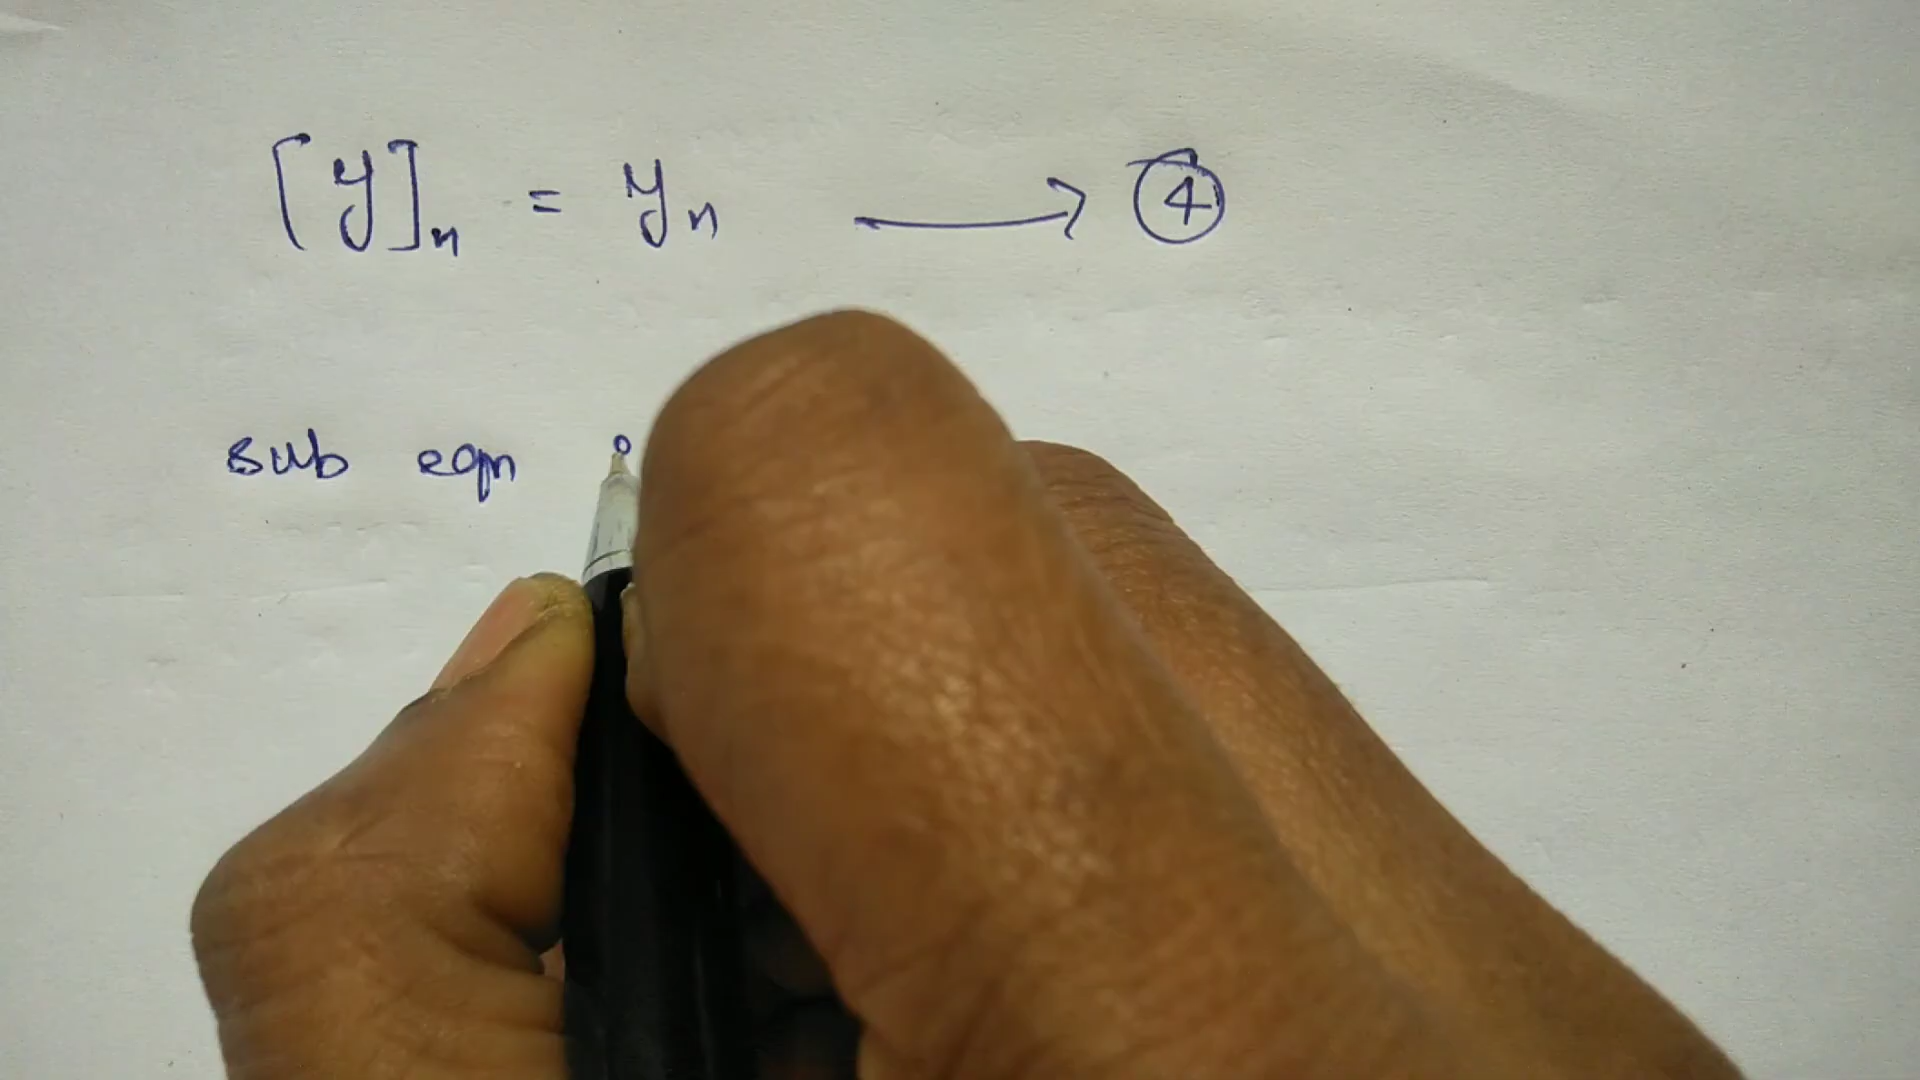 [y]n = yn ⟶ ④
sub eqn